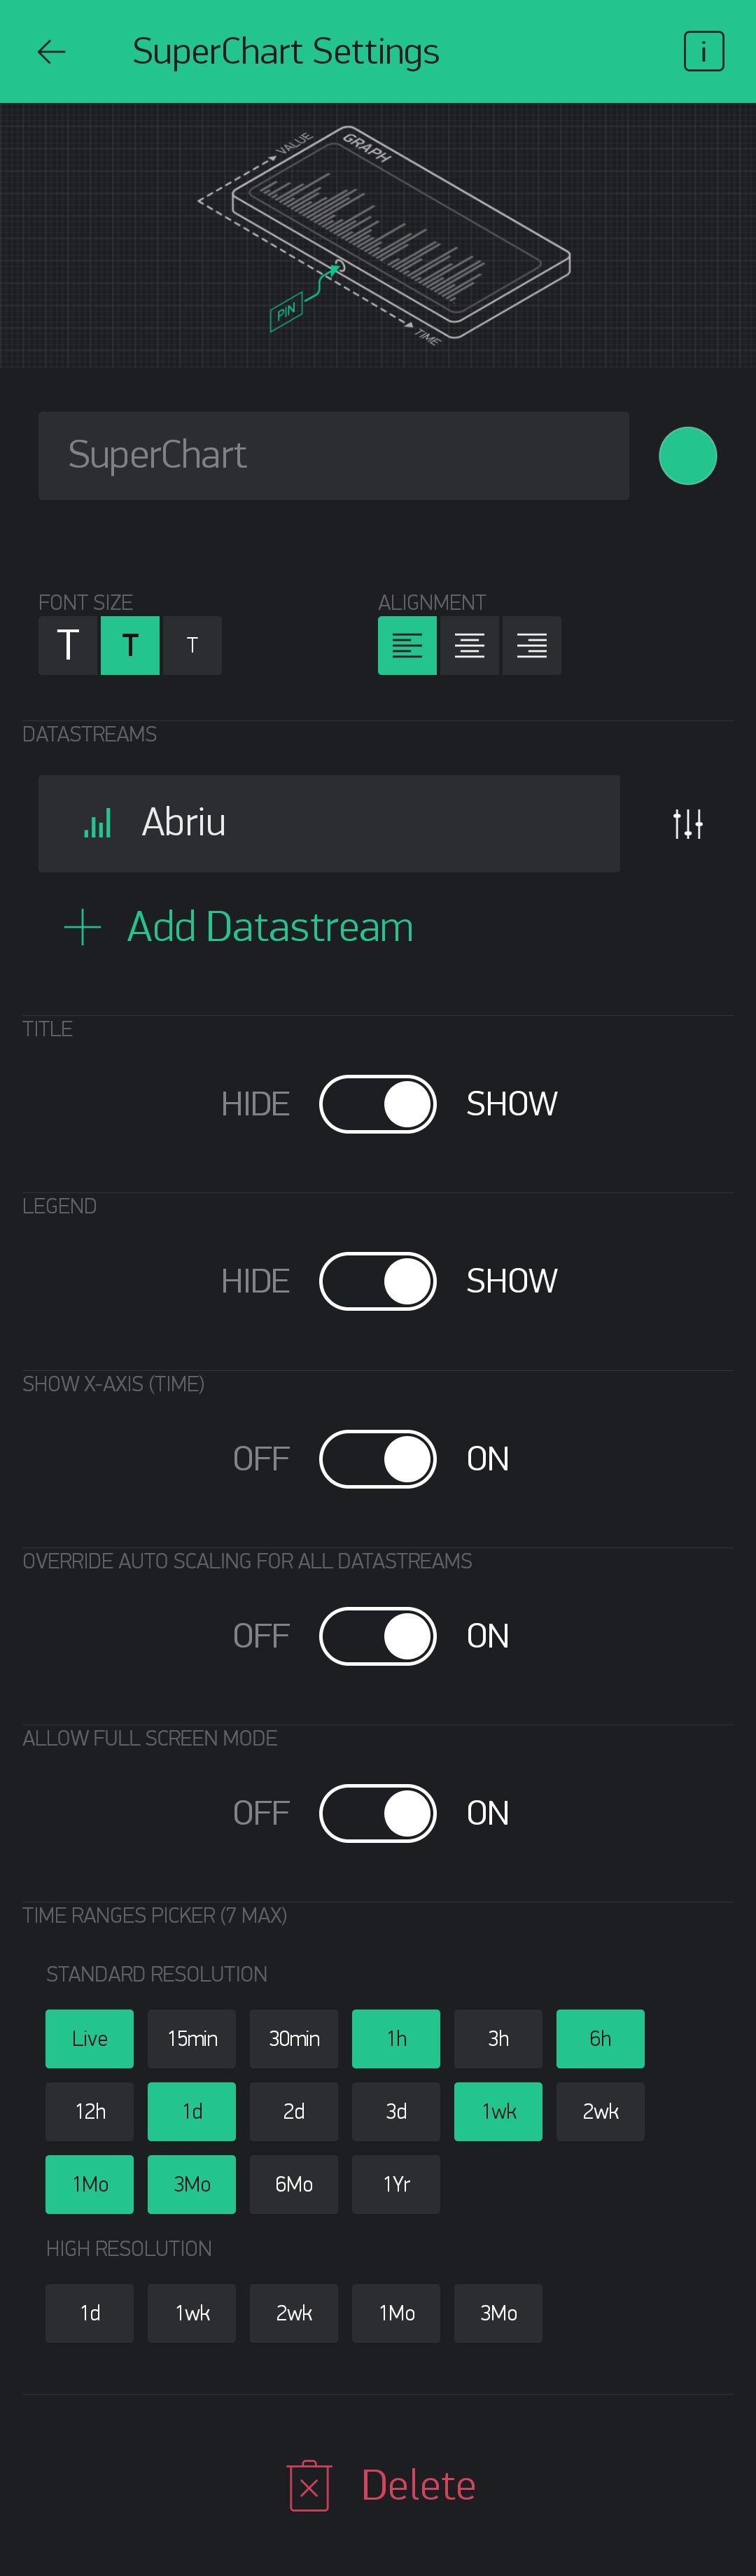 SuperChart Settings
i
VALUE
GRAPH
PIN
TIME
SuperChart
FONT SIZE
ALIGNMENT
T T T
DATASTREAMS
Abriu
Add Datastream
TITLE
HIDE SHOW
LEGEND
HIDE SHOW
SHOW X-AXIS (TIME)
OFF ON
OVERRIDE AUTO SCALING FOR ALL DATASTREAMS
OFF ON
ALLOW FULL SCREEN MODE
OFF ON
TIME RANGES PICKER (7 MAX)
STANDARD RESOLUTION
Live 15min 30min 1h 3h 6h
12h 1d 2d 3d 1wk 2wk
1Mo 3Mo 6Mo 1Yr
HIGH RESOLUTION
1d 1wk 2wk 1Mo 3Mo
Delete